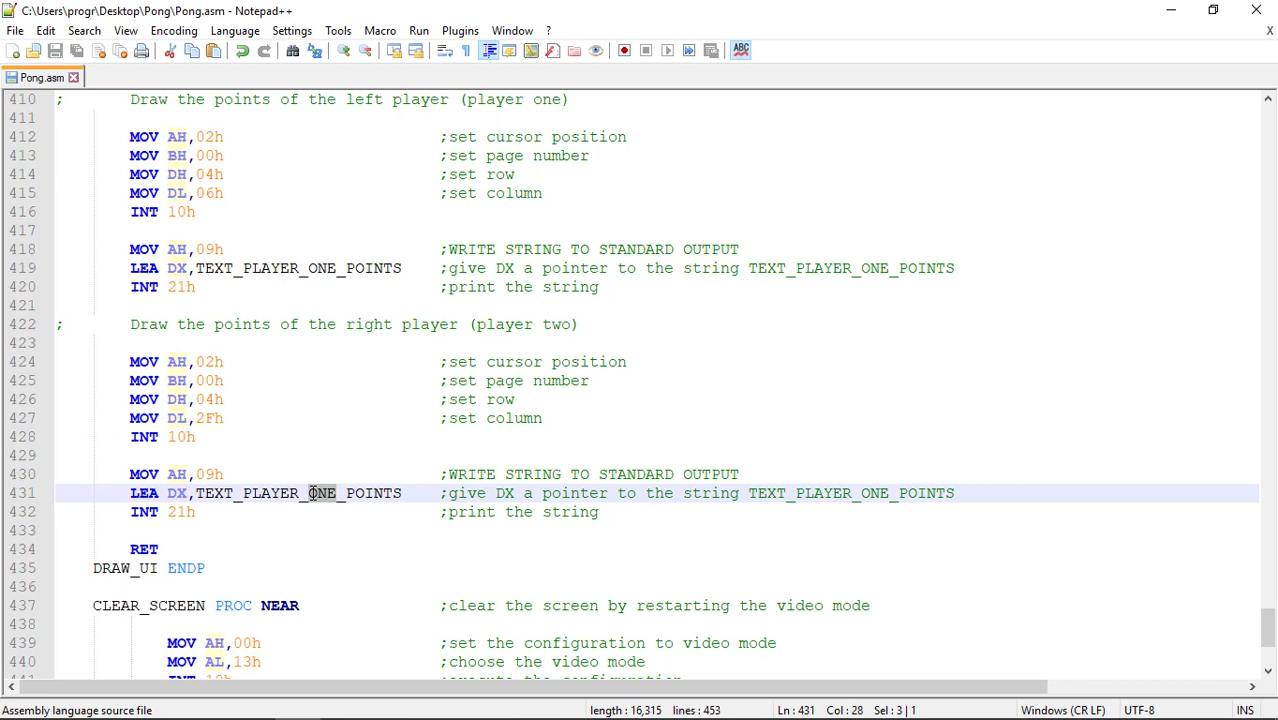 C:\Users\progr\Desktop\Pong\Pong.asm - Notepad++
File Edit Search View Encoding Language Settings Tools Macro Run Plugins Window ? X
ABC
Pong.asm
410 ; Draw the points of the left player (player one)
411
412 MOV AH,02h ;set cursor position
413 MOV BH,00h ;set page number
414 MOV DH,04h ;set row
415 MOV DL,06h ;set column
416 INT 10h
417
418 MOV AH,09h ;WRITE STRING TO STANDARD OUTPUT
419 LEA DX,TEXT_PLAYER_ONE_POINTS ;give DX a pointer to the string TEXT_PLAYER_ONE_POINTS
420 INT 21h ;print the string
421
422 ; Draw the points of the right player (player two)
423
424 MOV AH,02h ;set cursor position
425 MOV BH,00h ;set page number
426 MOV DH,04h ;set row
427 MOV DL,2Fh ;set column
428 INT 10h
429
430 MOV AH,09h ;WRITE STRING TO STANDARD OUTPUT
431 LEA DX,TEXT_PLAYER_ONE_POINTS ;give DX a pointer to the string TEXT_PLAYER_ONE_POINTS
432 INT 21h ;print the string
433
434 RET
435 DRAW_UI ENDP
436
437 CLEAR_SCREEN PROC NEAR ;clear the screen by restarting the video mode
438
439 MOV AH,00h ;set the configuration to video mode
440 MOV AL,13h ;choose the video mode
441 INT 10h ;execute the configuration
Assembly language source file length : 16,315 lines : 453 Ln : 431 Col : 28 Sel : 3 | 1 Windows (CR LF) UTF-8 INS